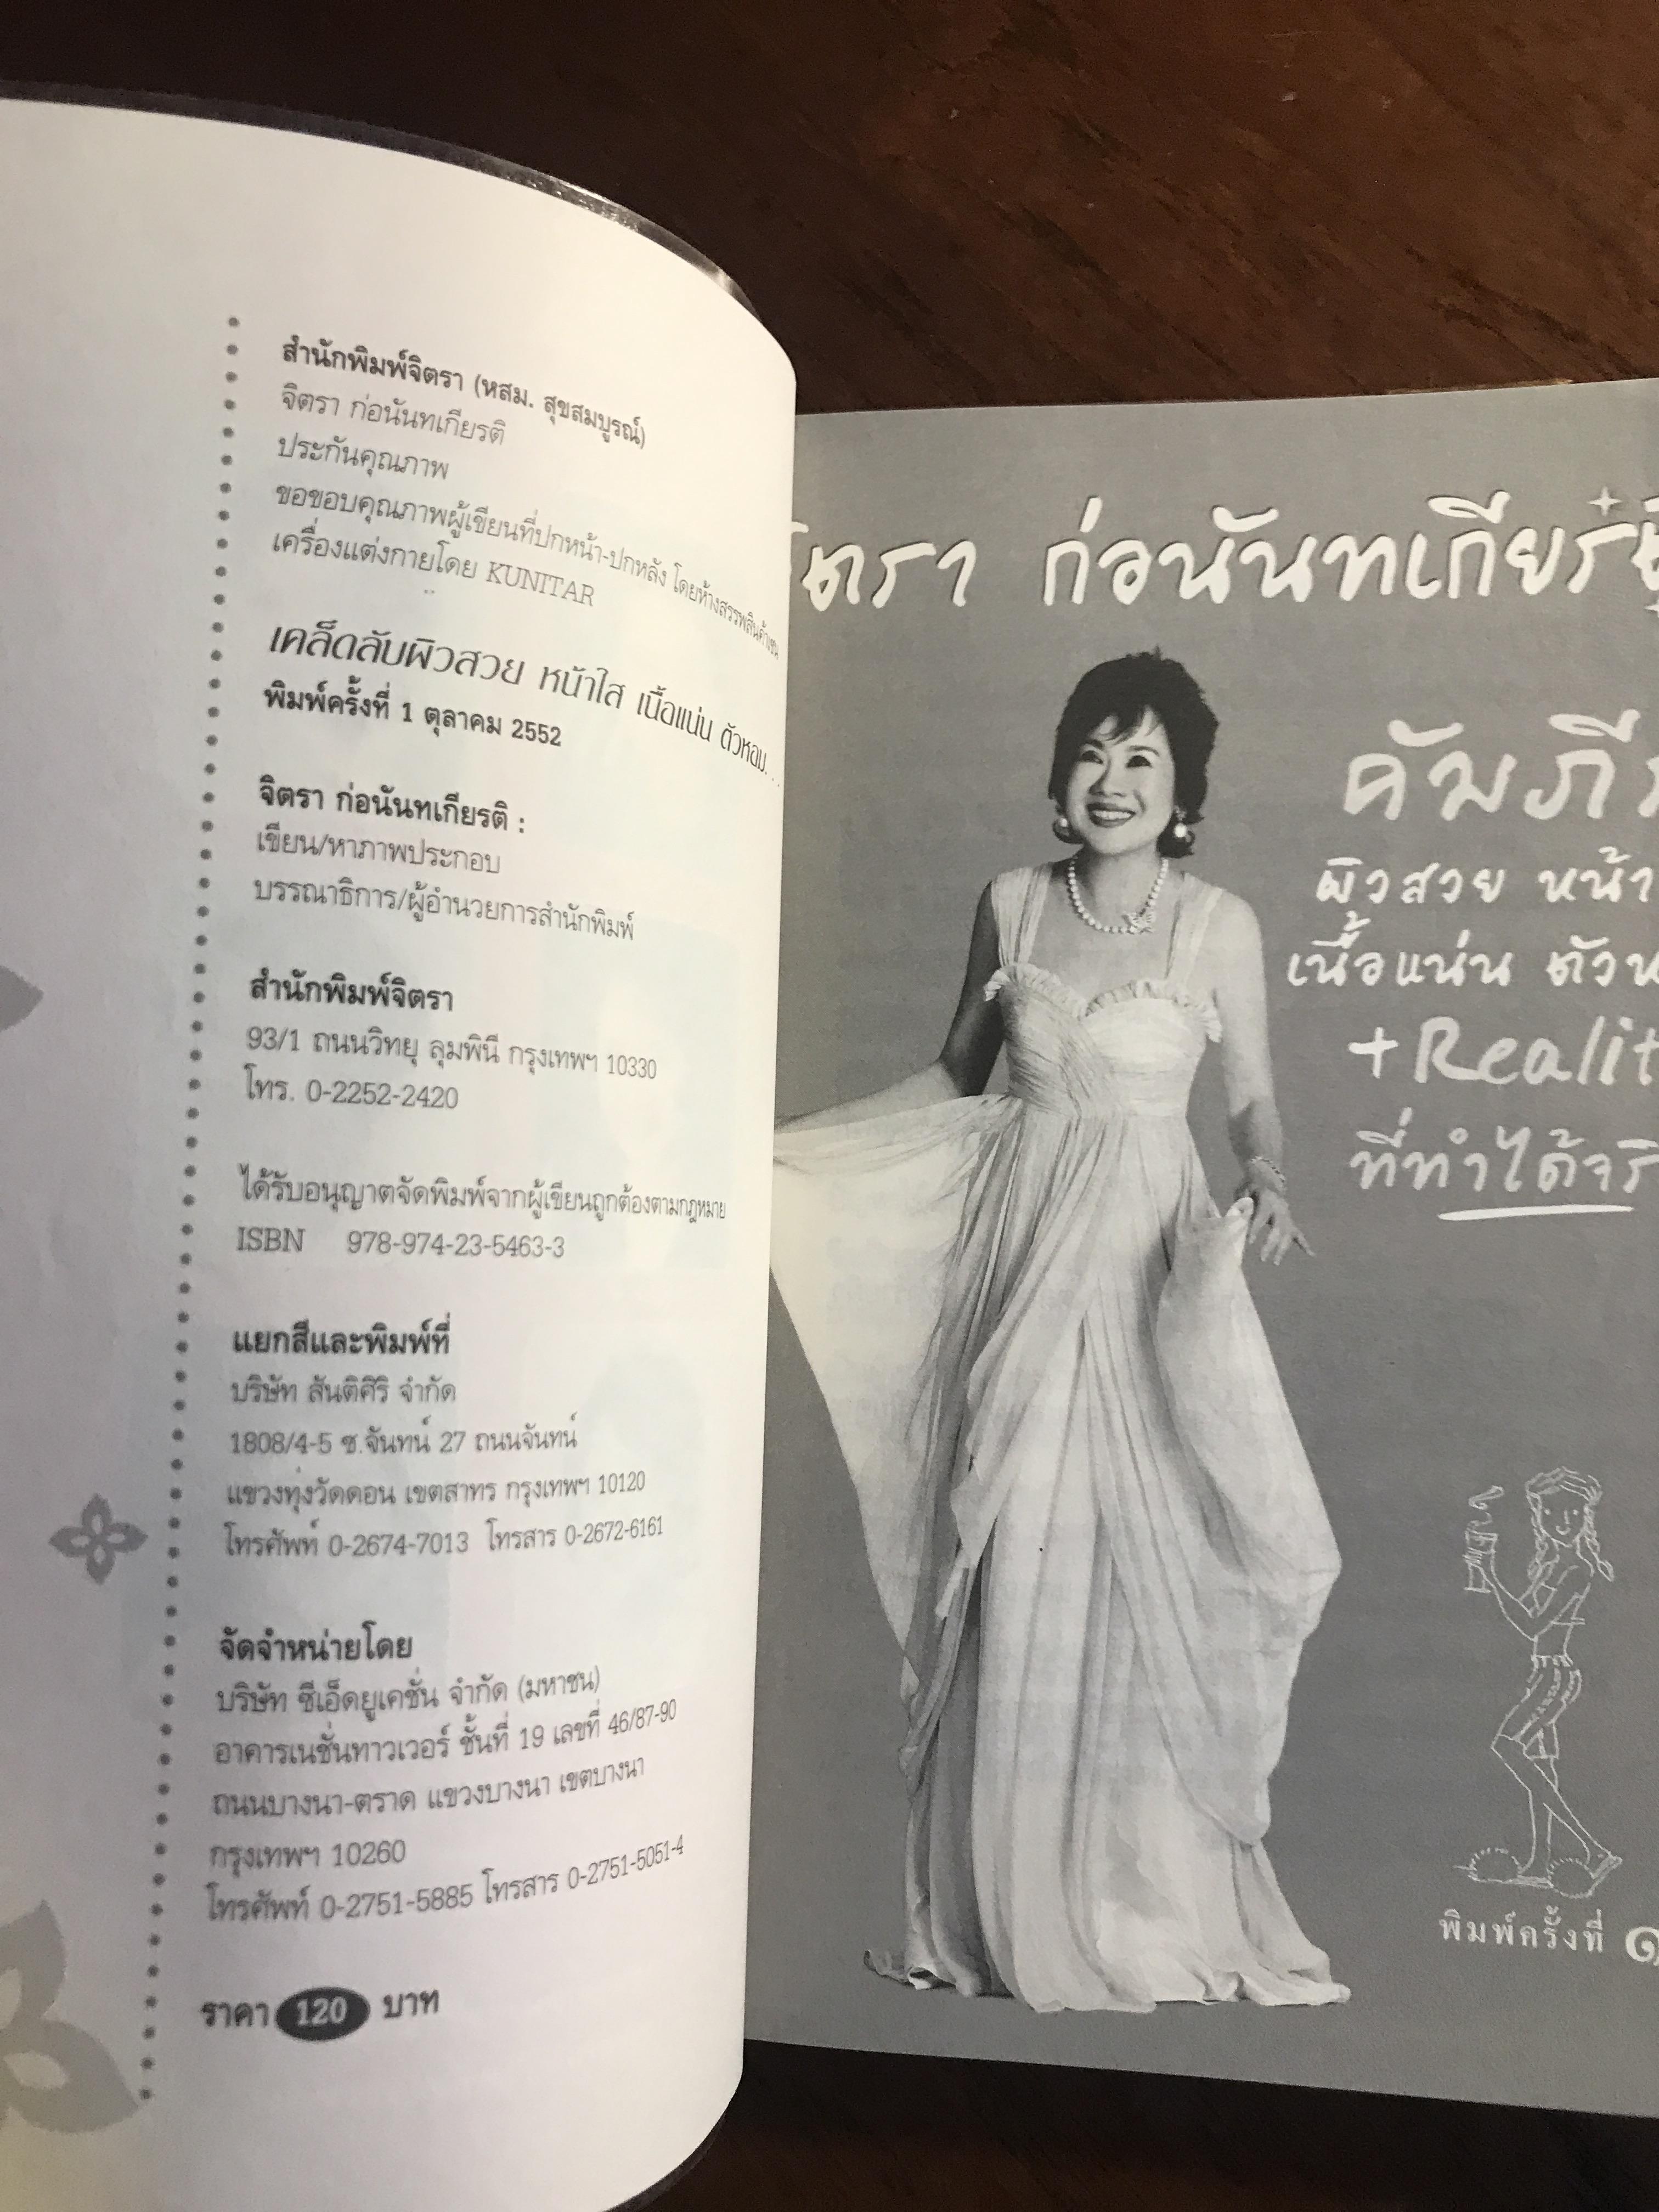 สำนักพิมพ์จิตรา (หสม. สุขสมบูรณ์)
จิตรา ก่อนันทเกียรติ
ประกันคุณภาพ
ขอขอบคุณภาพผู้เขียนที่ปกหน้า-ปกหลัง โดยห้างสรรพสินค้าเซน
เครื่องแต่งกายโดย KUNITAR
เคล็ดลับผิวสวย หน้าใส เนื้อแน่น ตัวหอม...
พิมพ์ครั้งที่ 1 ตุลาคม 2552
จิตรา ก่อนันทเกียรติ :
เขียน/หาภาพประกอบ
บรรณาธิการ/ผู้อำนวยการสำนักพิมพ์
สำนักพิมพ์จิตรา
93/1 ถนนวิทยุ ลุมพินี กรุงเทพฯ 10330
โทร. 0-2252-2420
ได้รับอนุญาตจัดพิมพ์จากผู้เขียนถูกต้องตามกฎหมาย
ISBN 978-974-23-5463-3
แยกสีและพิมพ์ที่
บริษัท สันติศิริ จำกัด
1808/4-5 ซ.จันทน์ 27 ถนนจันทน์
แขวงทุ่งวัดดอน เขตสาทร กรุงเทพฯ 10120
โทรศัพท์ 0-2674-7013 โทรสาร 0-2672-6161
จัดจำหน่ายโดย
บริษัท ซีเอ็ดยูเคชั่น จำกัด (มหาชน)
อาคารเนชั่นทาวเวอร์ ชั้นที่ 19 เลขที่ 46/87-90
ถนนบางนา-ตราด แขวงบางนา เขตบางนา
กรุงเทพฯ 10260
โทรศัพท์ 0-2751-5885 โทรสาร 0-2751-5051-4
ราคา 120 บาท
ตรา ก่อนันทเกียรติ
คัมภีร
ผิวสวย หน้า
เนื้อแน่น ตัวห
+Realit
ที่ทำได้จริ
พิมพ์ครั้งที่ ๑